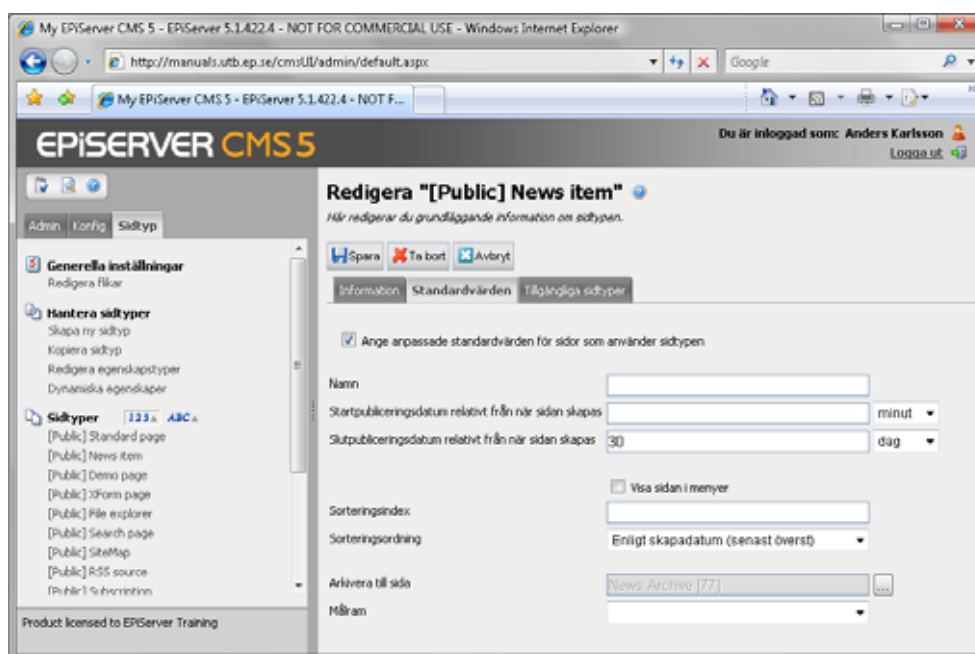 My EPiServer CMS 5 - EPiServer 5.1.422.4 - NOT FOR COMMERCIAL USE - Windows Internet Explorer
http://manuals.utb.ep.se/cmsUI/admin/default.aspx
Google
My EPiServer CMS 5 - EPiServer 5.1.422.4 - NOT F...
EPiSERVER CMS 5
Du är inloggad som: Anders Karlsson
Logga ut
Admin Konfig Sidtyp
Generella inställningar
Redigera flikar
Hantera sidtyper
Skapa ny sidtyp
Kopiera sidtyp
Redigera egenskapstyper
Dynamiska egenskaper
Sidtyper 123 ABC
[Public] Standard page
[Public] News item
[Public] Demo page
[Public] XForm page
[Public] File explorer
[Public] Search page
[Public] SiteMap
[Public] RSS source
[Public] Subscription
Product licensed to EPiServer Training
Redigera "[Public] News item"
Här redigerar du grundläggande information om sidtypen.
Spara Ta bort Avbryt
Information Standardvärden Tillgängliga sidtyper
Ange anpassade standardvärden för sidor som använder sidtypen
Namn
Startpubliceringsdatum relativt från när sidan skapas minut
Slutpubliceringsdatum relativt från när sidan skapas 30 dag
Visa sidan i menyer
Sorteringsindex
Sorteringsordning Enligt skapadatum (senast överst)
Arkivera till sida News Archive [77] ...
Målram